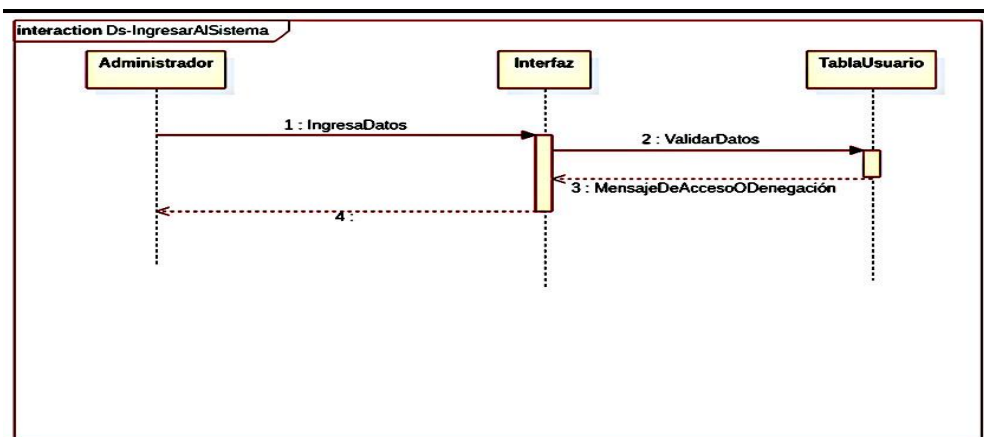 interaction Ds-IngresarAlSistema
Administrador
Interfaz
TablaUsuario
1 : IngresaDatos
2 : ValidarDatos
3 : MensajeDeAccesoODenegación
4 :